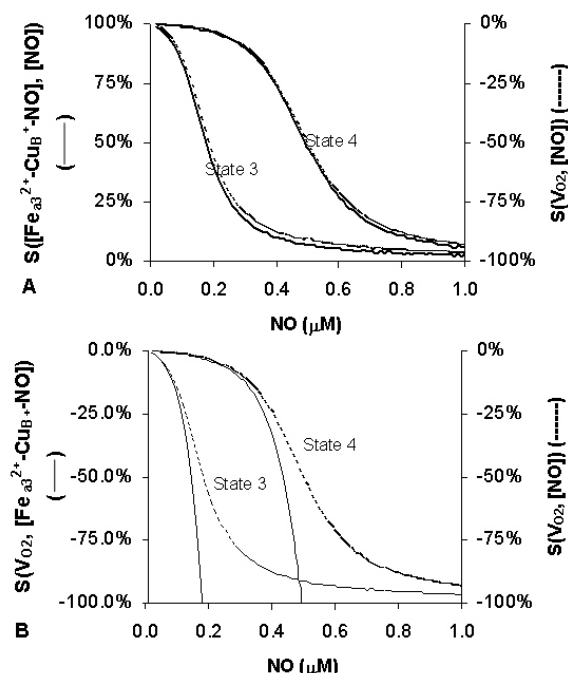 100%
75%
50%
25%
0%
S([Fea3²⁺-CuB⁺-NO], [NO])
(——)
State 3
State 4
0%
-25%
-50%
-75%
-100%
S(VO2, [NO]) (-----)
A
0.0 0.2 0.4 0.6 0.8 1.0
NO (µM)
0.0%
-25.0%
-50.0%
-75.0%
-100.0%
S(VO2, [Fea3²⁺-CuB⁺-NO])
(——)
State 3
State 4
0%
-25%
-50%
-75%
-100%
S(VO2, [NO]) (-----)
B
0.0 0.2 0.4 0.6 0.8 1.0
NO (µM)